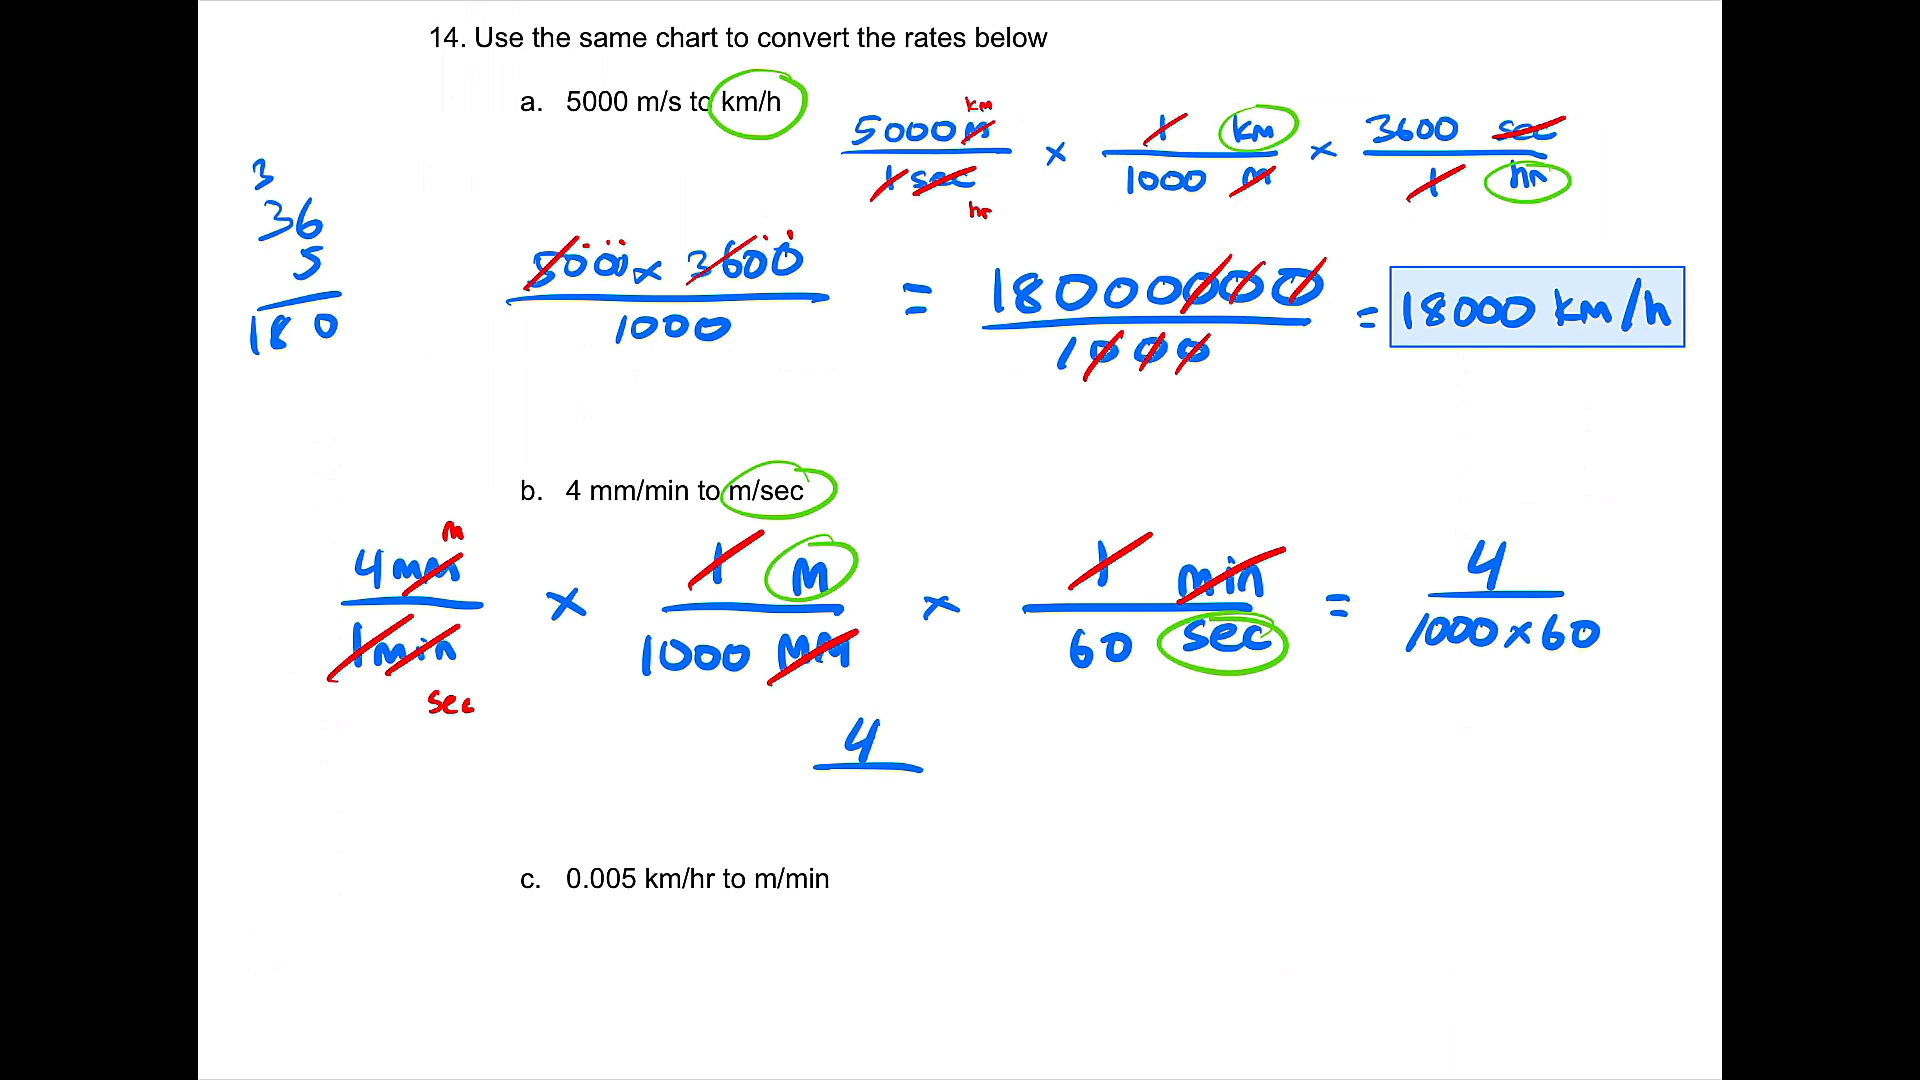 14. Use the same chart to convert the rates below
a. 5000 m/s to km/h
km
5000 m × 1 km × 3600 sec
1 sec 1000 m 1 hr
hr
3
36
5
180
5000 × 3600 = 18000000 = 18000 km/h
1000 1000
b. 4 mm/min to m/sec
m
4 mm × 1 m × 1 min = 4
1 min 1000 mm 60 sec 1000 × 60
sec
4
c. 0.005 km/hr to m/min